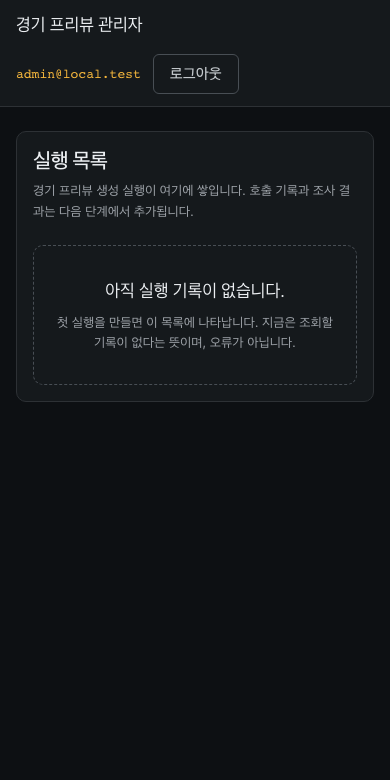 경기 프리뷰 관리자
admin@local.test
로그아웃
실행 목록
경기 프리뷰 생성 실행이 여기에 쌓입니다. 호출 기록과 조사 결
과는 다음 단계에서 추가됩니다.
아직 실행 기록이 없습니다.
첫 실행을 만들면 이 목록에 나타납니다. 지금은 조회할
기록이 없다는 뜻이며, 오류가 아닙니다.